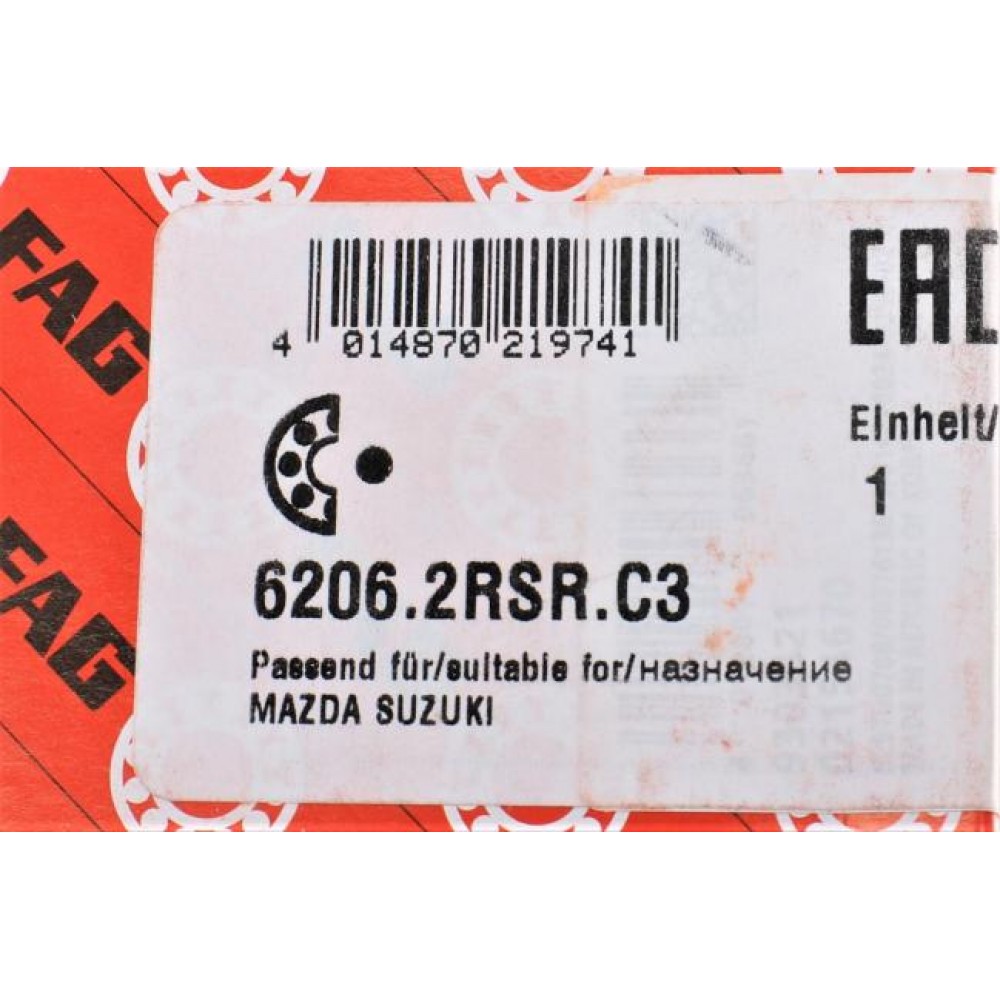 FAG
FAG
4 014870 219741
EAC
Einheit/
1
6206.2RSR.C3
Passend für/suitable for/назначение
MAZDA SUZUKI